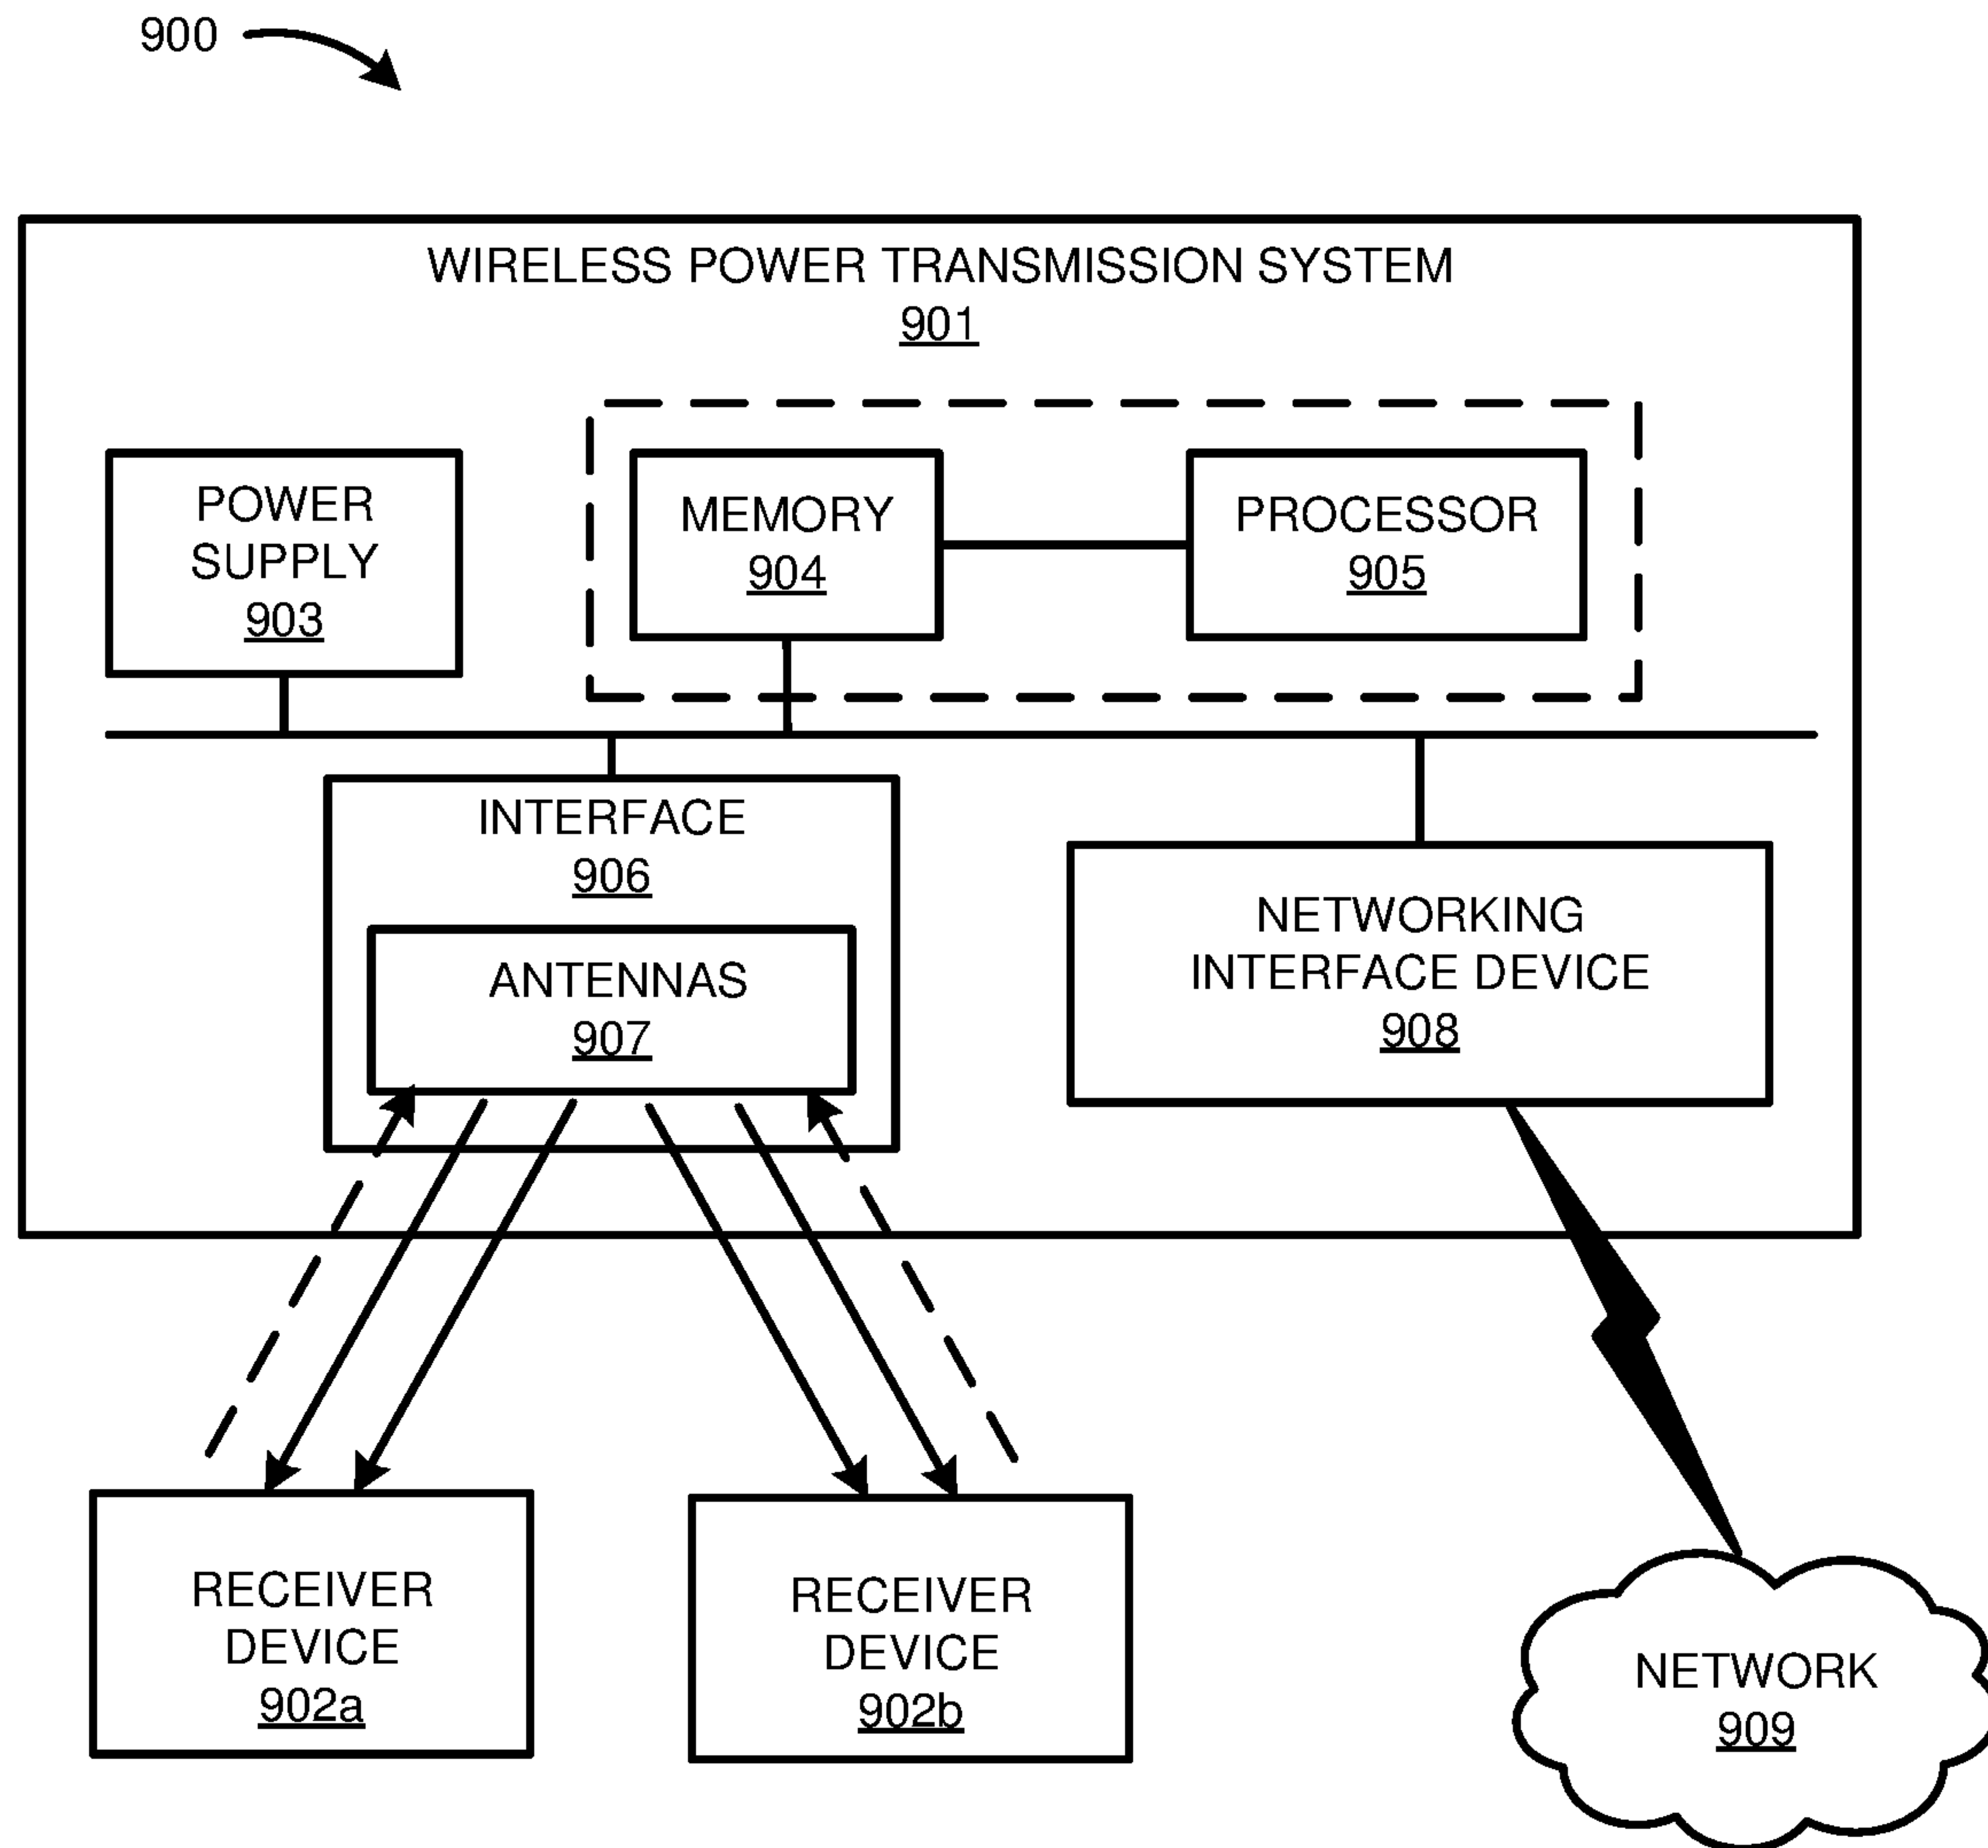 900
WIRELESS POWER TRANSMISSION SYSTEM
901
POWER
SUPPLY
903
MEMORY
904
PROCESSOR
905
INTERFACE
906
ANTENNAS
907
NETWORKING
INTERFACE DEVICE
908
RECEIVER
DEVICE
902a
RECEIVER
DEVICE
902b
NETWORK
909